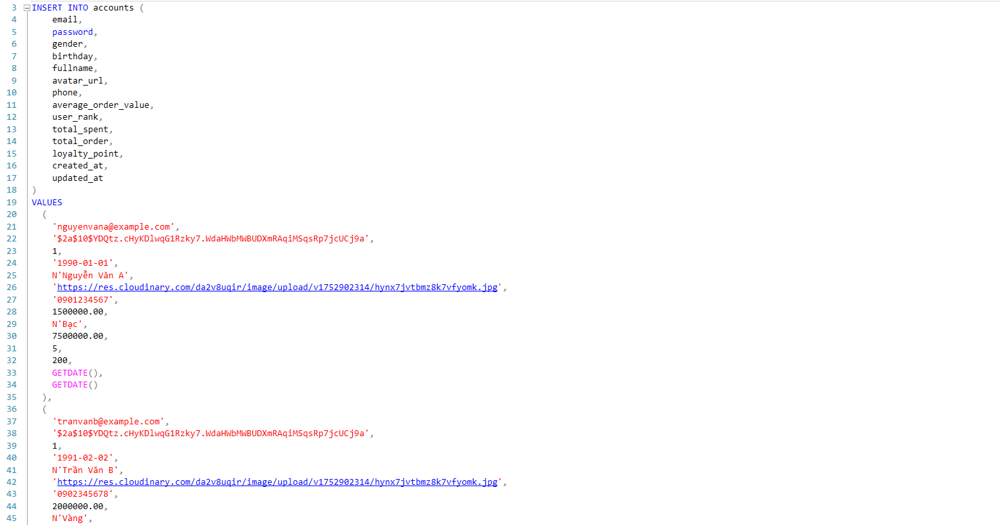 3 INSERT INTO accounts (
4 email,
5 password,
6 gender,
7 birthday,
8 fullname,
9 avatar_url,
10 phone,
11 average_order_value,
12 user_rank,
13 total_spent,
14 total_order,
15 loyalty_point,
16 created_at,
17 updated_at
18 )
19 VALUES
20 (
21 'nguyenvana@example.com',
22 '$2a$10$YDQtz.cHyKDlwqG1Rzky7.WdaHWbMWBUDXmRAqiMSqsRp7jcUCj9a',
23 1,
24 '1990-01-01',
25 N'Nguyễn Văn A',
26 'https://res.cloudinary.com/da2v8uqir/image/upload/v1752902314/hynx7jvtbmz8k7vfyomk.jpg',
27 '0901234567',
28 1500000.00,
29 N'Bạc',
30 7500000.00,
31 5,
32 200,
33 GETDATE(),
34 GETDATE()
35 ),
36 (
37 'tranvanb@example.com',
38 '$2a$10$YDQtz.cHyKDlwqG1Rzky7.WdaHWbMWBUDXmRAqiMSqsRp7jcUCj9a',
39 1,
40 '1991-02-02',
41 N'Trần Văn B',
42 'https://res.cloudinary.com/da2v8uqir/image/upload/v1752902314/hynx7jvtbmz8k7vfyomk.jpg',
43 '0902345678',
44 2000000.00,
45 N'Vàng',